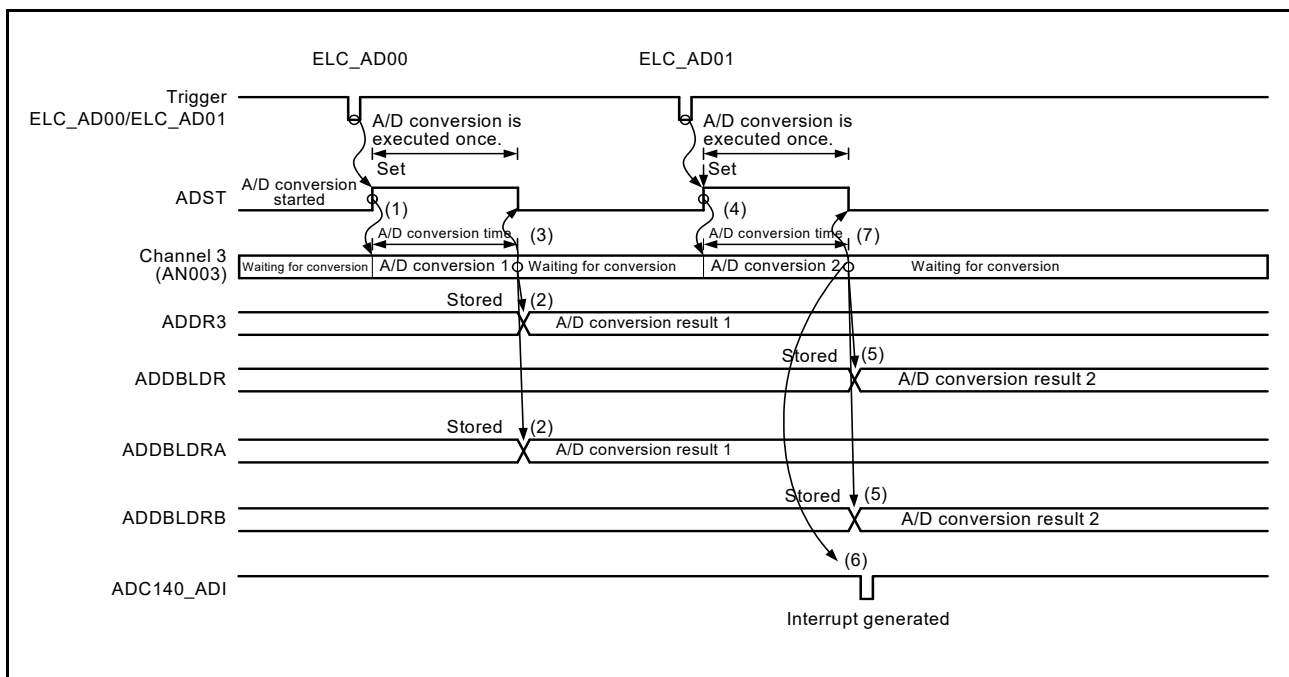 ELC_AD00
ELC_AD01
Trigger
ELC_AD00/ELC_AD01
A/D conversion is
executed once.
A/D conversion is
executed once.
Set
Set
A/D conversion
started
ADST
(1)
(4)
A/D conversion time
(3)
A/D conversion time
(7)
Channel 3
(AN003)
Waiting for conversion
A/D conversion 1
Waiting for conversion
A/D conversion 2
Waiting for conversion
Stored
(2)
ADDR3
A/D conversion result 1
Stored
(5)
ADDBLDR
A/D conversion result 2
Stored
(2)
ADDBLDRA
A/D conversion result 1
Stored
(5)
ADDBLDRB
A/D conversion result 2
(6)
ADC140_ADI
Interrupt generated